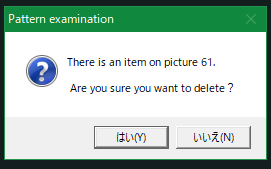 Pattern examination
There is an item on picture 61.
Are you sure you want to delete？
はい(Y)
いいえ(N)